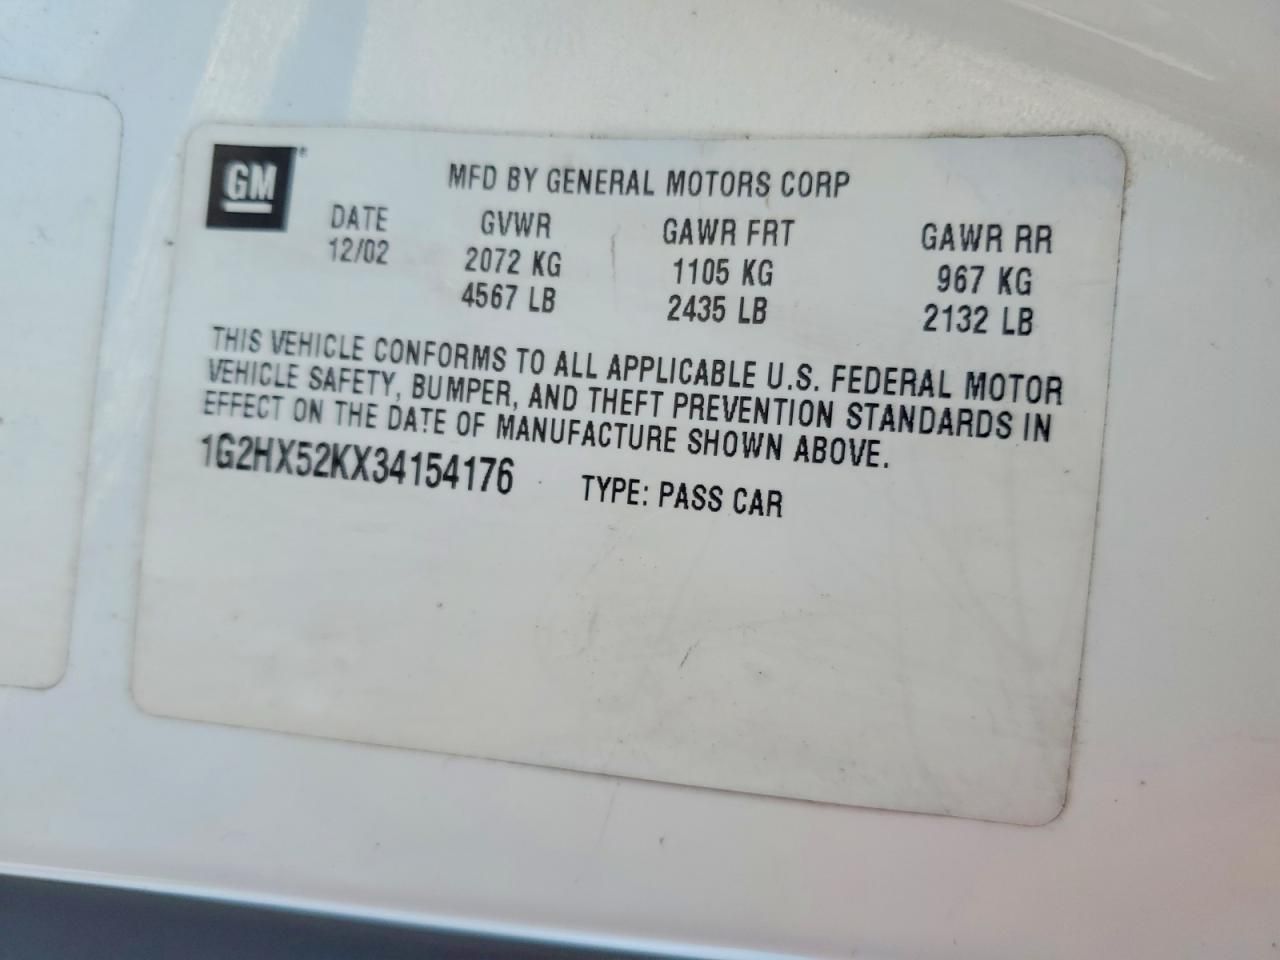 GM®
MFD BY GENERAL MOTORS CORP
DATE GVWR GAWR FRT GAWR RR
12/02 2072 KG 1105 KG 967 KG
4567 LB 2435 LB 2132 LB
THIS VEHICLE CONFORMS TO ALL APPLICABLE U.S. FEDERAL MOTOR
VEHICLE SAFETY, BUMPER, AND THEFT PREVENTION STANDARDS IN
EFFECT ON THE DATE OF MANUFACTURE SHOWN ABOVE.
1G2HX52KX34154176 TYPE: PASS CAR